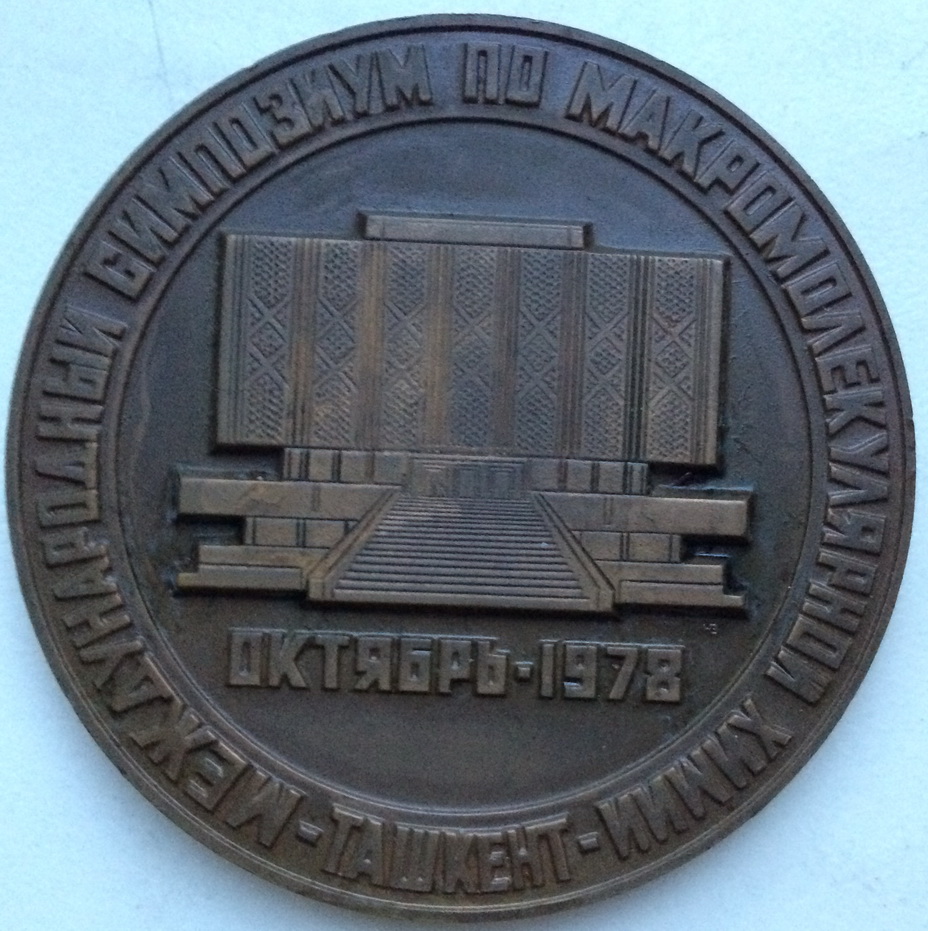 МЕЖДУНАРОДНЫЙ СИМПОЗИУМ ПО МАКРОМОЛЕКУЛЯРНОЙ ХИМИИ-ТАШКЕНТ-
ОКТЯБРЬ-1978